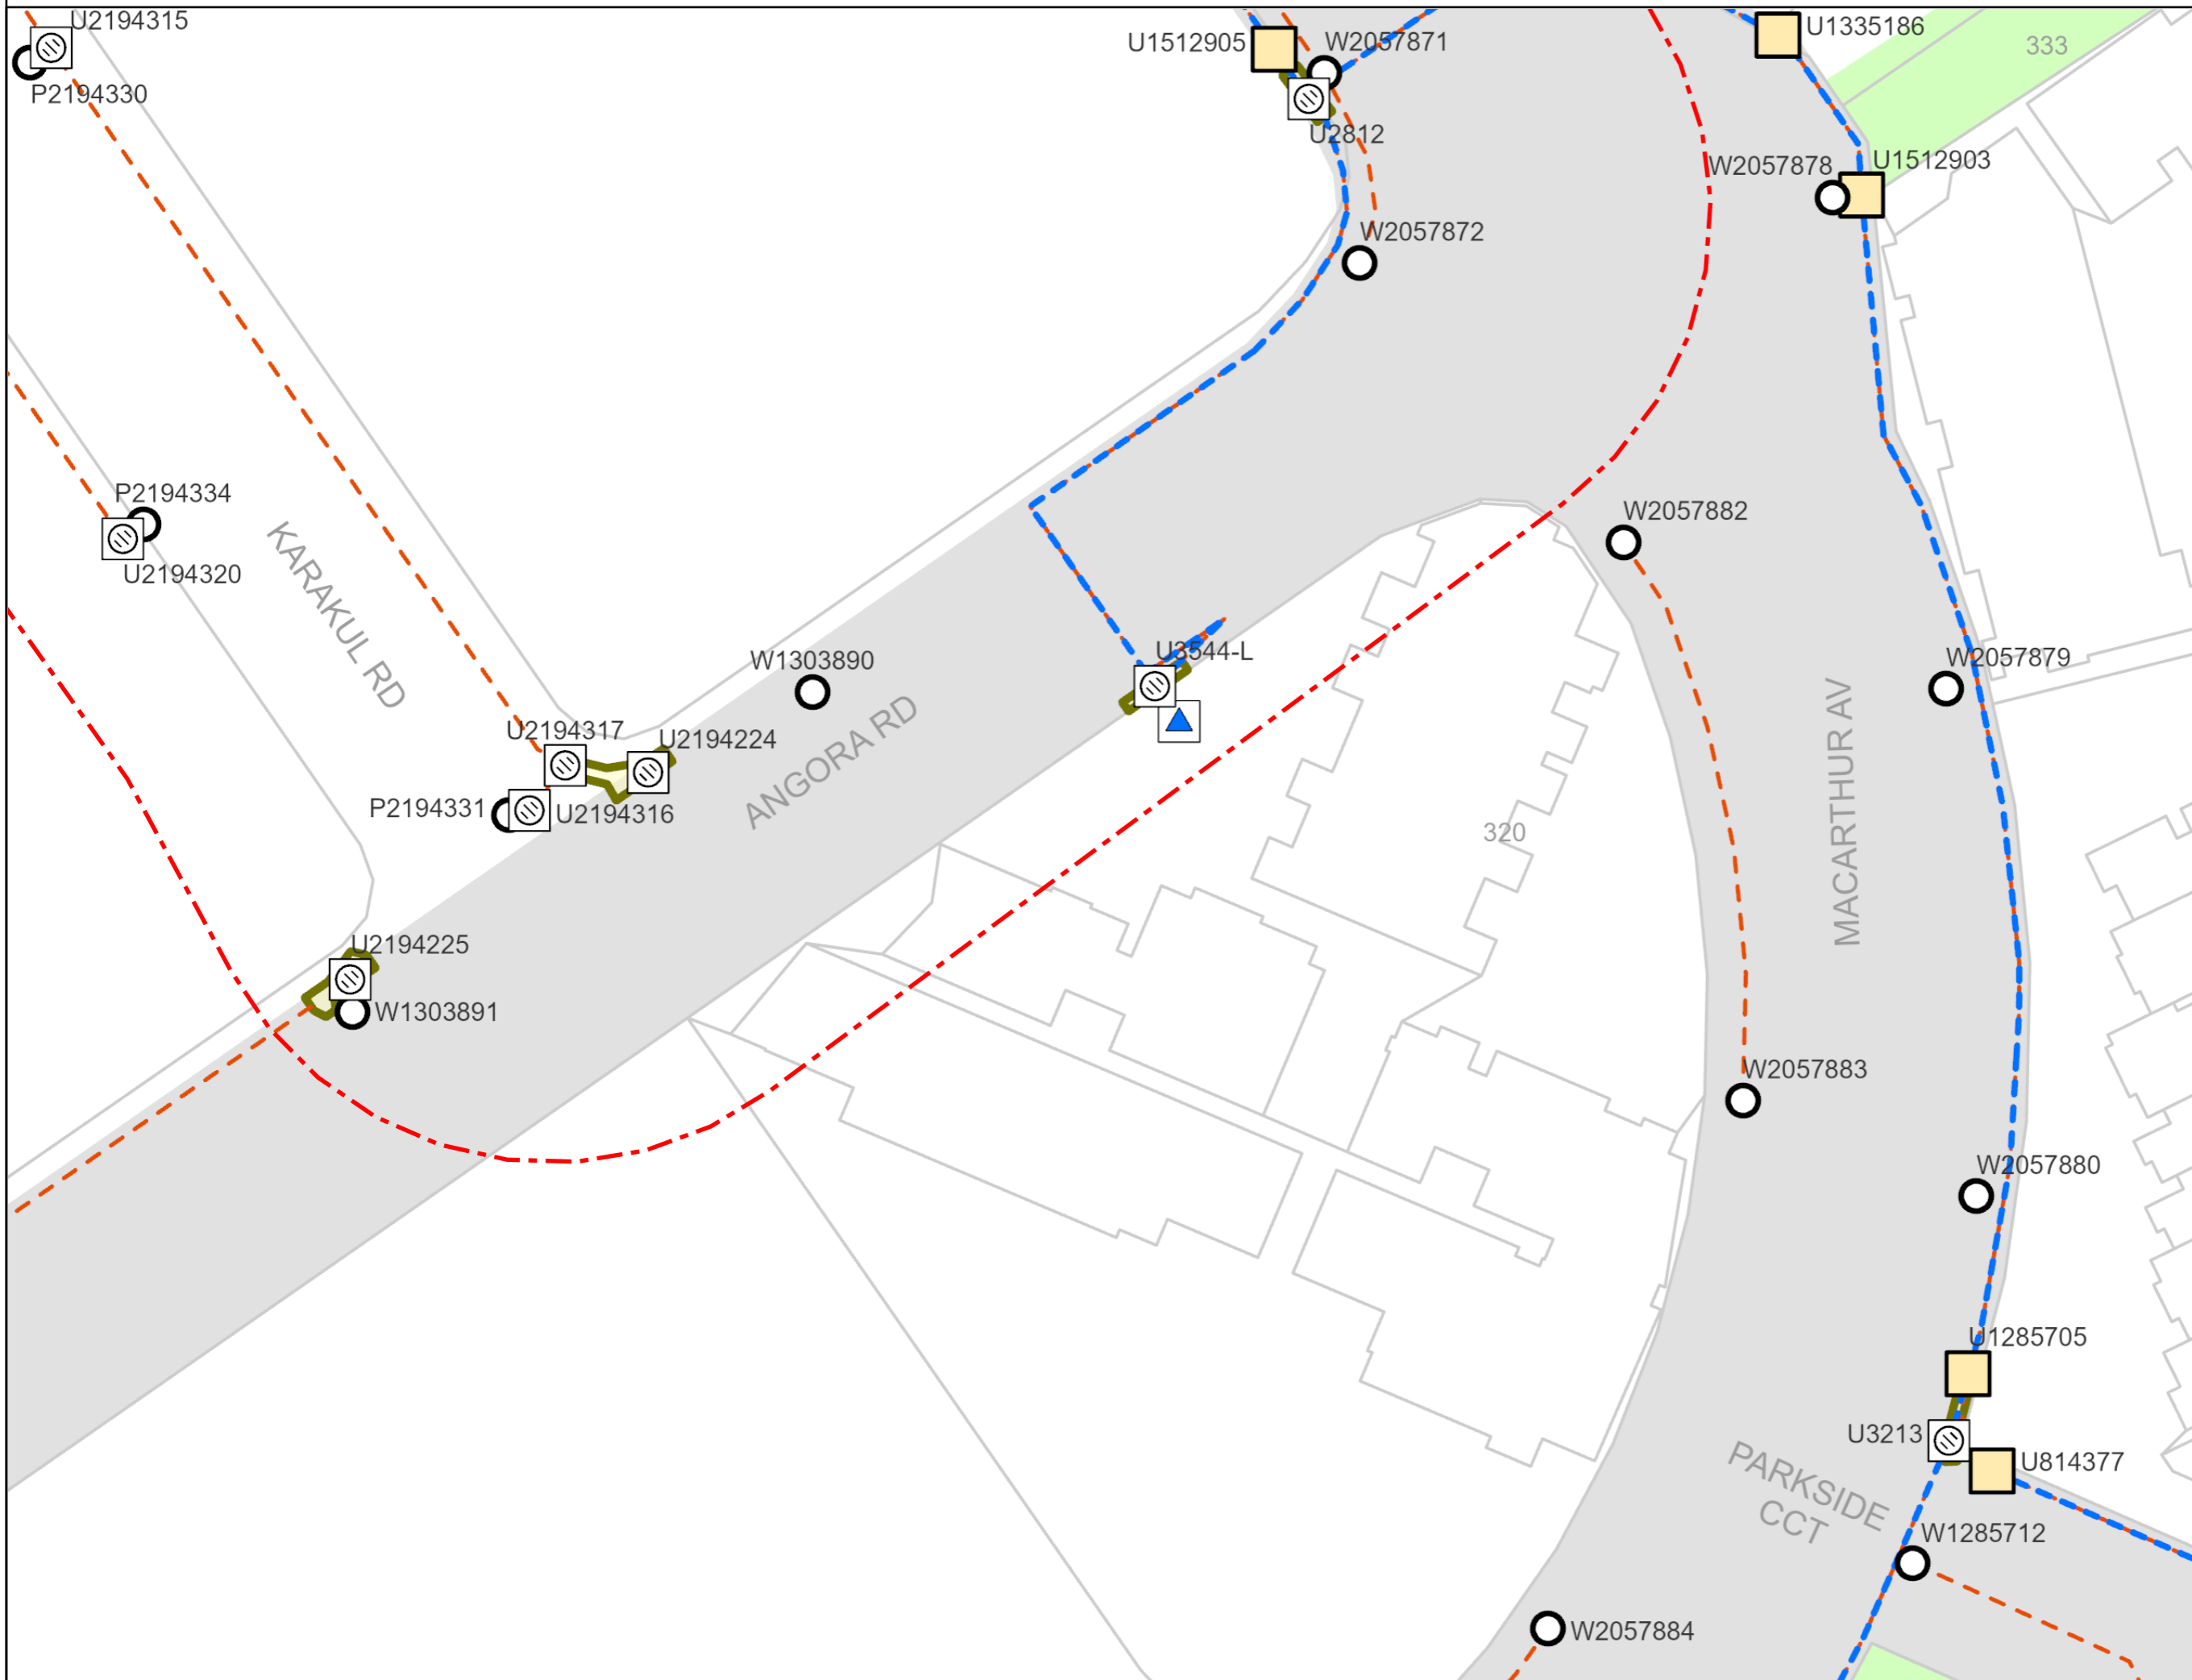 U2194315
P2194330
U1512905
W2057871
U2812
W2057872
U1335186
333
W2057878
U1512903
P2194334
U2194320
KARAKUL RD
W2057882
W1303890
U3544-L
W2057879
U2194317
U2194224
P2194331
U2194316
ANGORA RD
MACARTHUR AV
320
U2194225
W1303891
W2057883
W2057880
U1285705
U3213
U814377
PARKSIDE
CCT
W1285712
W2057884